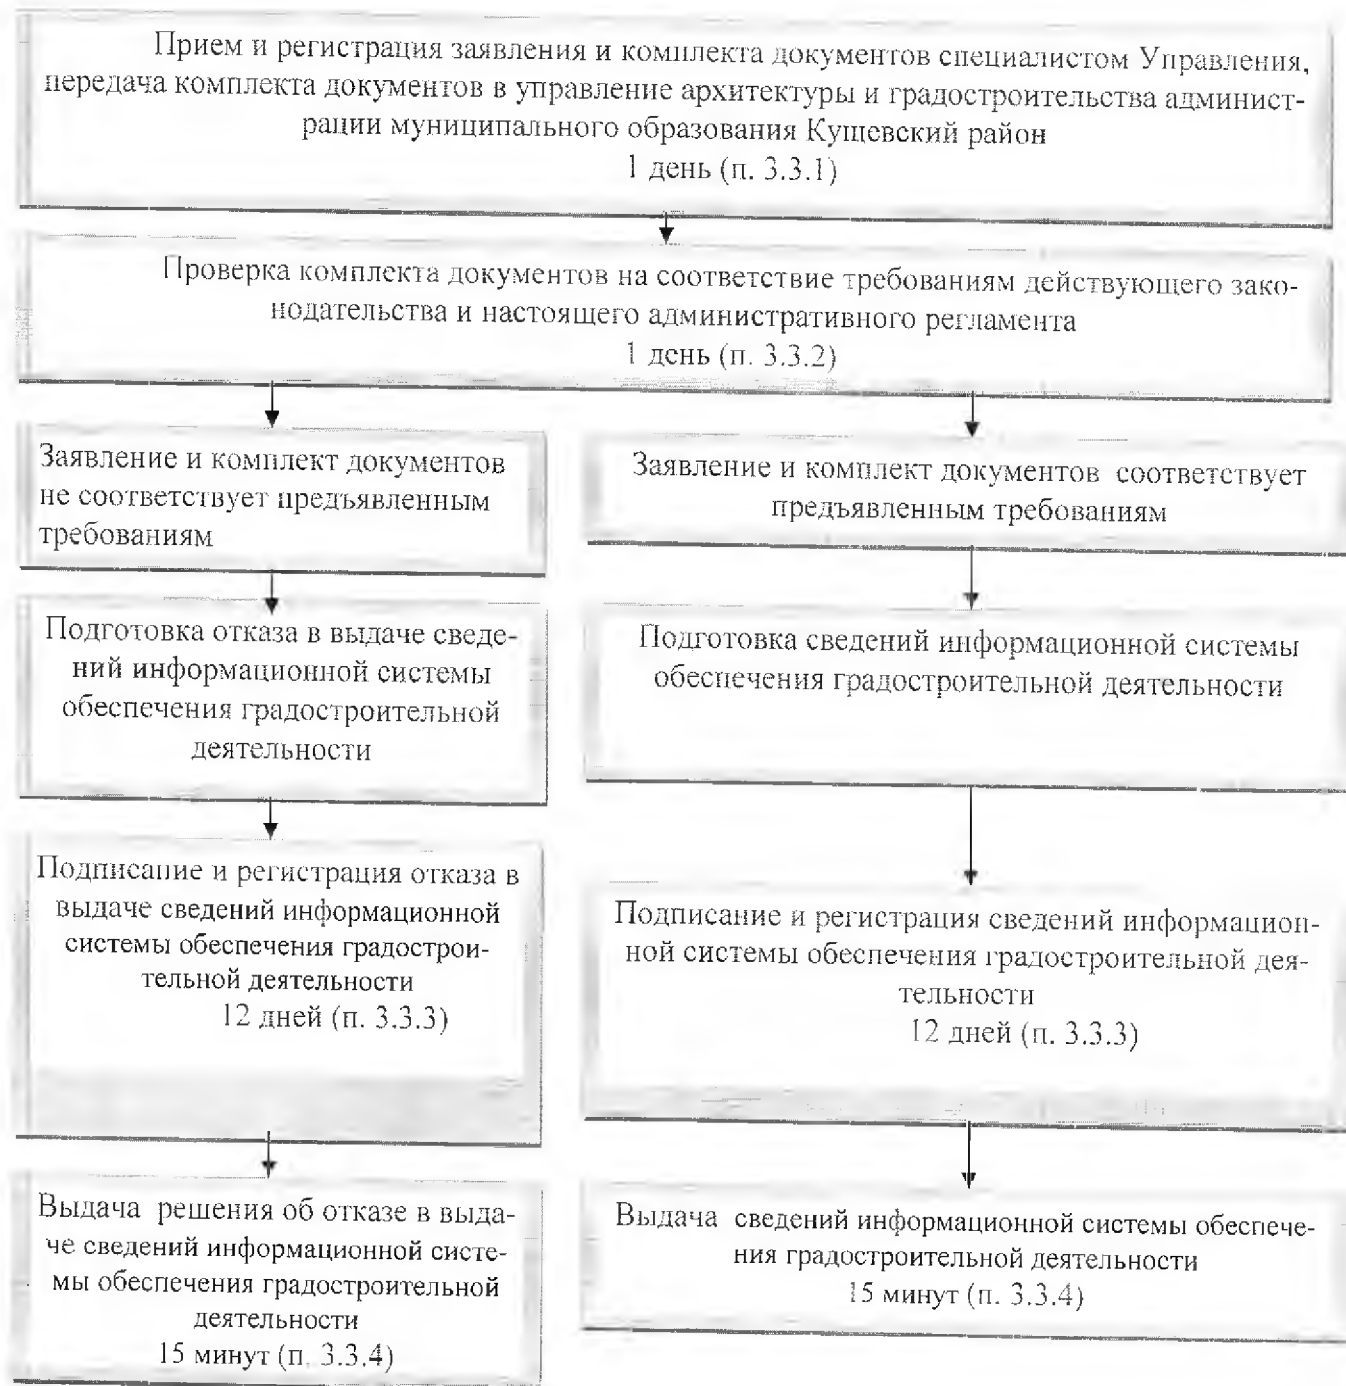 Прием и регистрация заявления и комплекта документов специалистом Управления,
передача комплекта документов в управление архитектуры и градостроительства админист-
рации муниципального образования Кущевский район
1 день (п. 3.3.1)
Проверка комплекта документов на соответствие требованиям действующего зако-
нодательства и настоящего административного регламента
1 день (п. 3.3.2)
Заявление и комплект документов
не соответствует предъявленным
требованиям
Заявление и комплект документов соответствует
предъявленным требованиям
Подготовка отказа в выдаче сведе-
ний информационной системы
обеспечения градостроительной
деятельности
Подготовка сведений информационной системы
обеспечения градостроительной деятельности
Подписание и регистрация отказа в
выдаче сведений информационной
системы обеспечения градострои-
тельной деятельности
12 дней (п. 3.3.3)
Подписание и регистрация сведений информацион-
ной системы обеспечения градостроительной дея-
тельности
12 дней (п. 3.3.3)
Выдача решения об отказе в выда-
че сведений информационной систе-
мы обеспечения градостроительной
деятельности
15 минут (п. 3.3.4)
Выдача сведений информационной системы обеспече-
ния градостроительной деятельности
15 минут (п. 3.3.4)